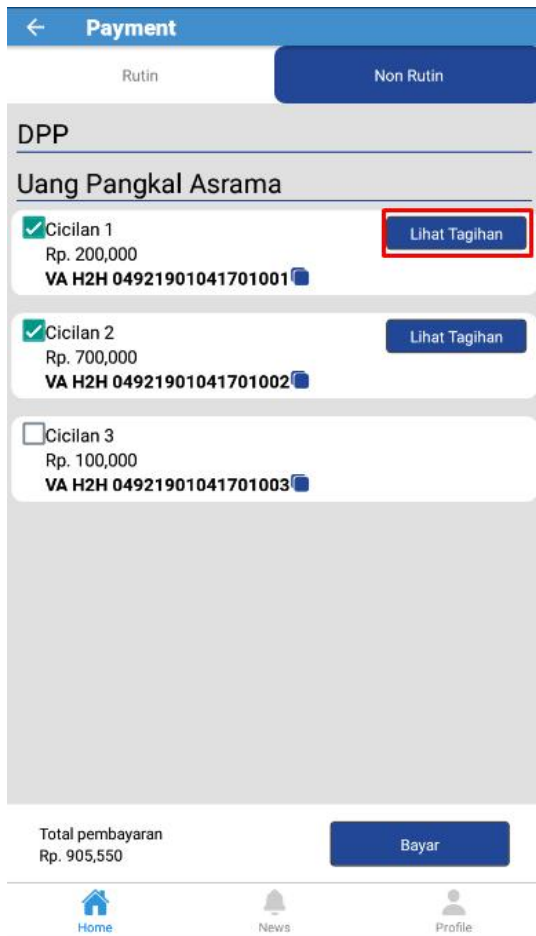 Payment
Rutin
Non Rutin
DPP
Uang Pangkal Asrama
Cicilan 1
Lihat Tagihan
Rp. 200,000
VA H2H 04921901041701001
Cicilan 2
Lihat Tagihan
Rp. 700,000
VA H2H 04921901041701002
Cicilan 3
Rp. 100,000
VA H2H 04921901041701003
Total pembayaran
Rp. 905,550
Bayar
Home
News
Profile